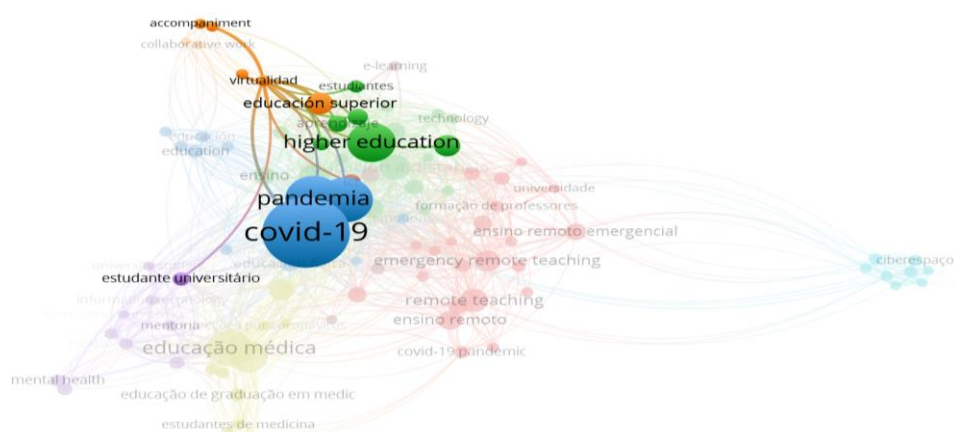 accompaniment
collaborative work
e-learning
virtualidad
estudiantes
educación superior
technology
aprendizaje
higher education
educación
education
ensino
universidade
pandemia
formação de professores
covid-19
ensino remoto emergencial
emergency remote teaching
ciberespaço
estudante universitário
remote teaching
ensino remoto
mentoria
educação médica
covid-19 pandemic
mental health
educação de graduação em medic
estudantes de medicina